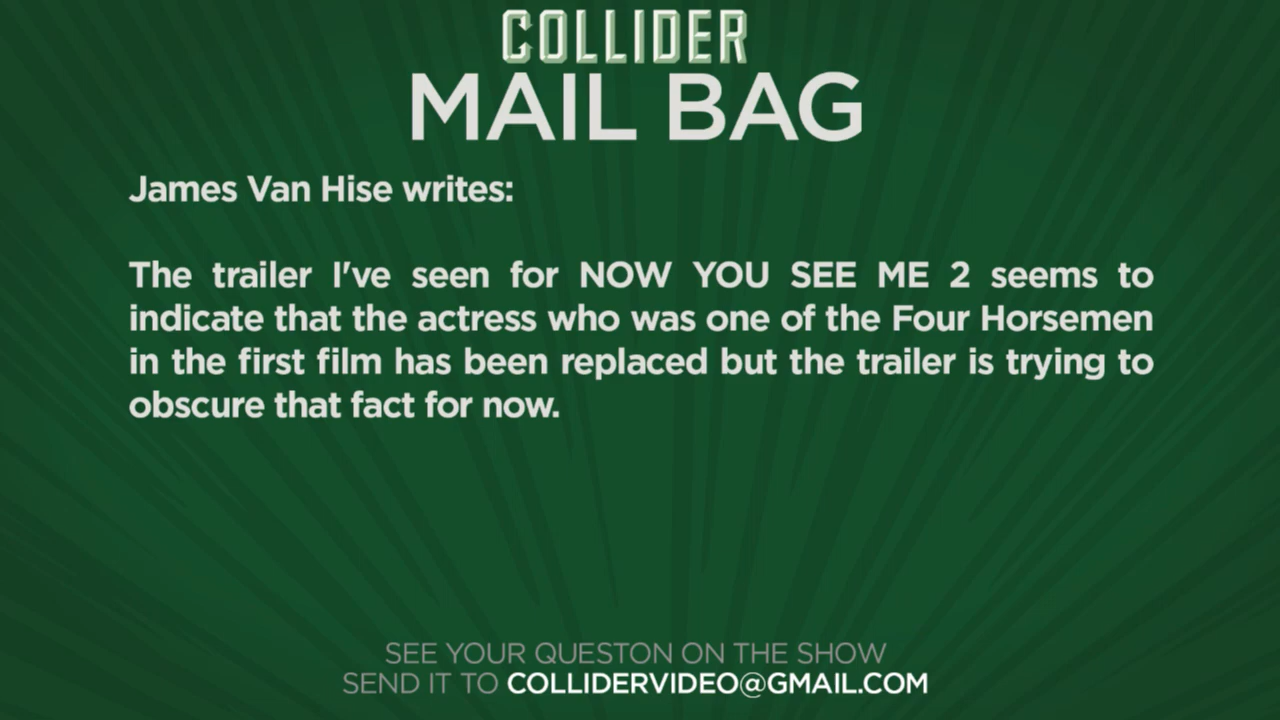 COLLIDER
MAIL BAG
James Van Hise writes:
The trailer I've seen for NOW YOU SEE ME 2 seems to
indicate that the actress who was one of the Four Horsemen
in the first film has been replaced but the trailer is trying to
obscure that fact for now.
SEE YOUR QUESTON ON THE SHOW
SEND IT TO COLLIDERVIDEO@GMAIL.COM